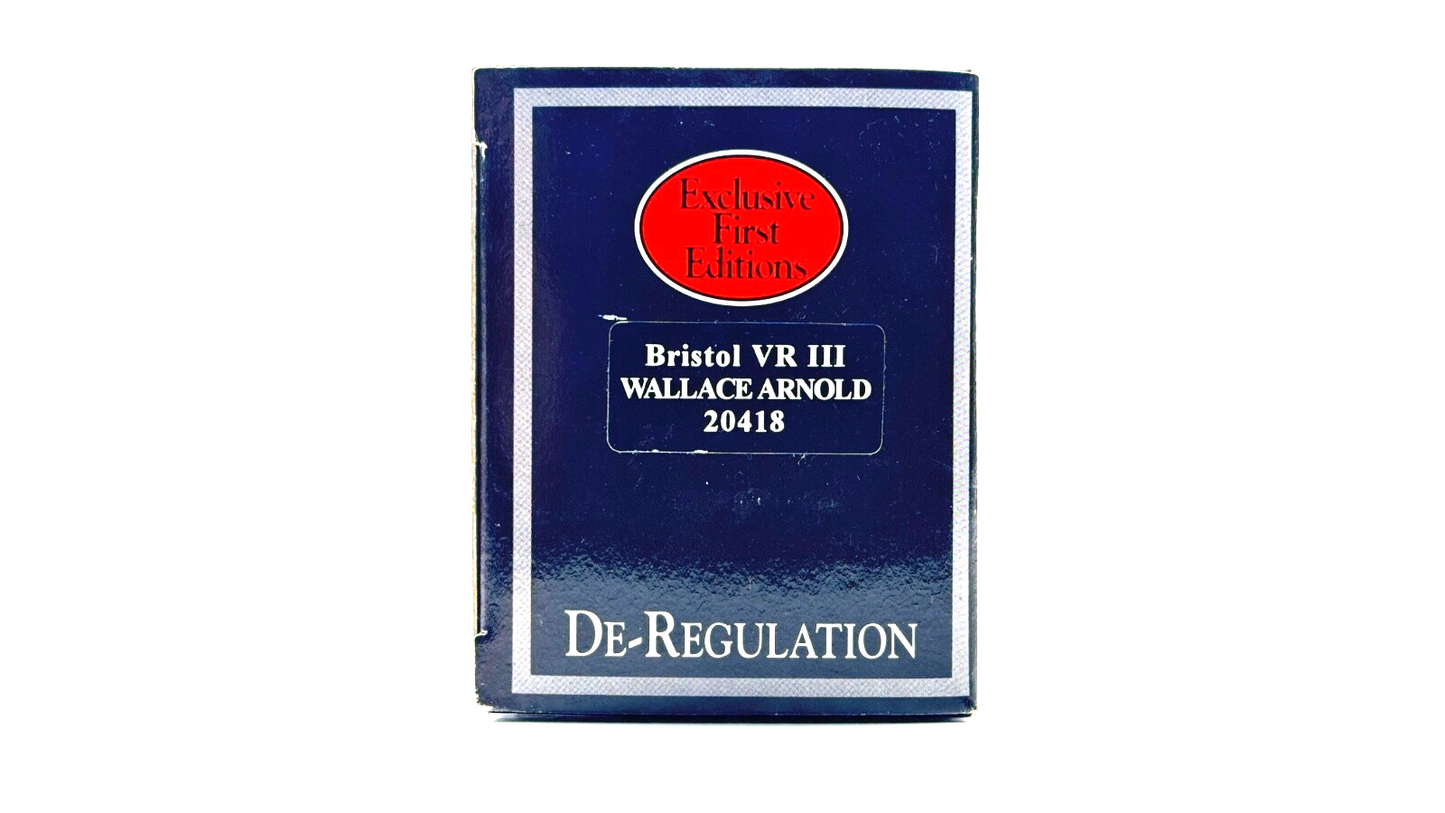 Exclusive
First
Editions
Bristol VR III
WALLACE ARNOLD
20418
DE-REGULATION